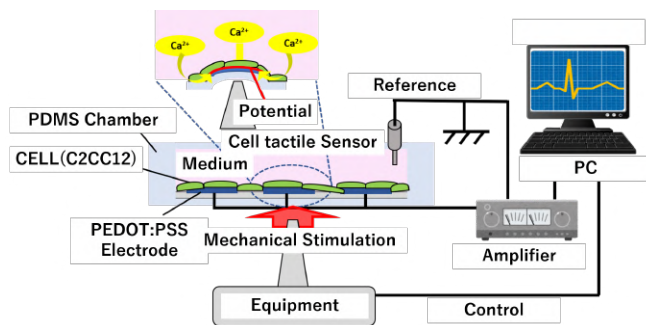 Ca²⁺
Ca²⁺
Ca²⁺
Reference
Potential
PDMS Chamber
Cell tactile Sensor
CELL(C2CC12)
Medium
PC
PEDOT:PSS
Electrode
Mechanical Stimulation
Amplifier
Equipment
Control